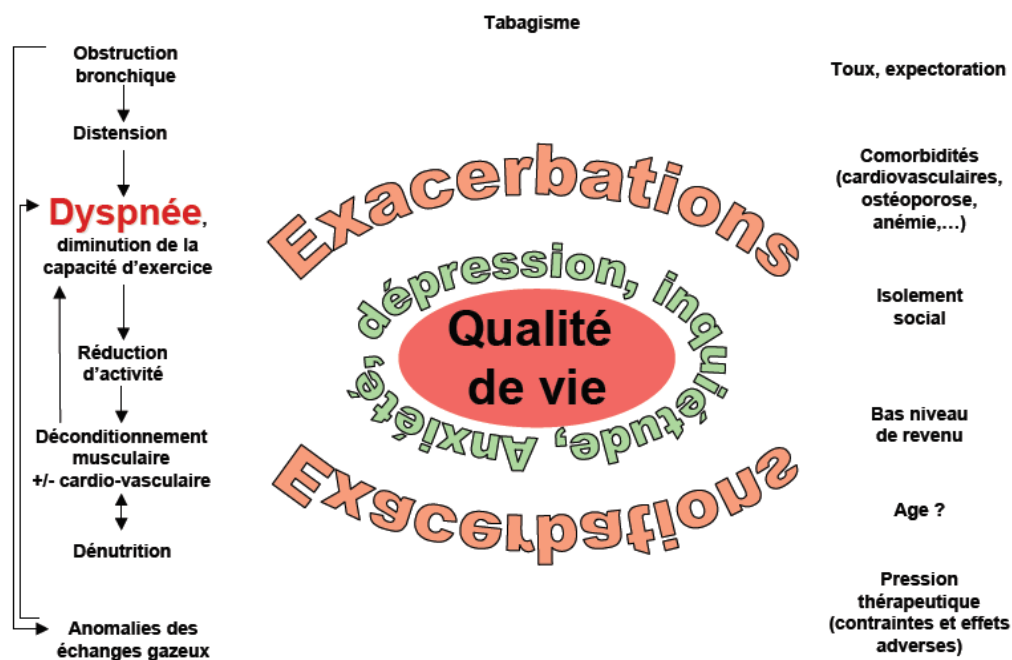 Tabagisme
Obstruction
bronchique
Distension
Dyspnée,
diminution de la
capacité d'exercice
Réduction
d'activité
Déconditionnement
musculaire
+/- cardio-vasculaire
Dénutrition
Anomalies des
échanges gazeux
Exacerbations
Anxiété, dépression, inquiétude,
Qualité
de vie
Exacerbations
Toux, expectoration
Comorbidités
(cardiovasculaires,
ostéoporose,
anémie,...)
Isolement
social
Bas niveau
de revenu
Age ?
Pression
thérapeutique
(contraintes et effets
adverses)